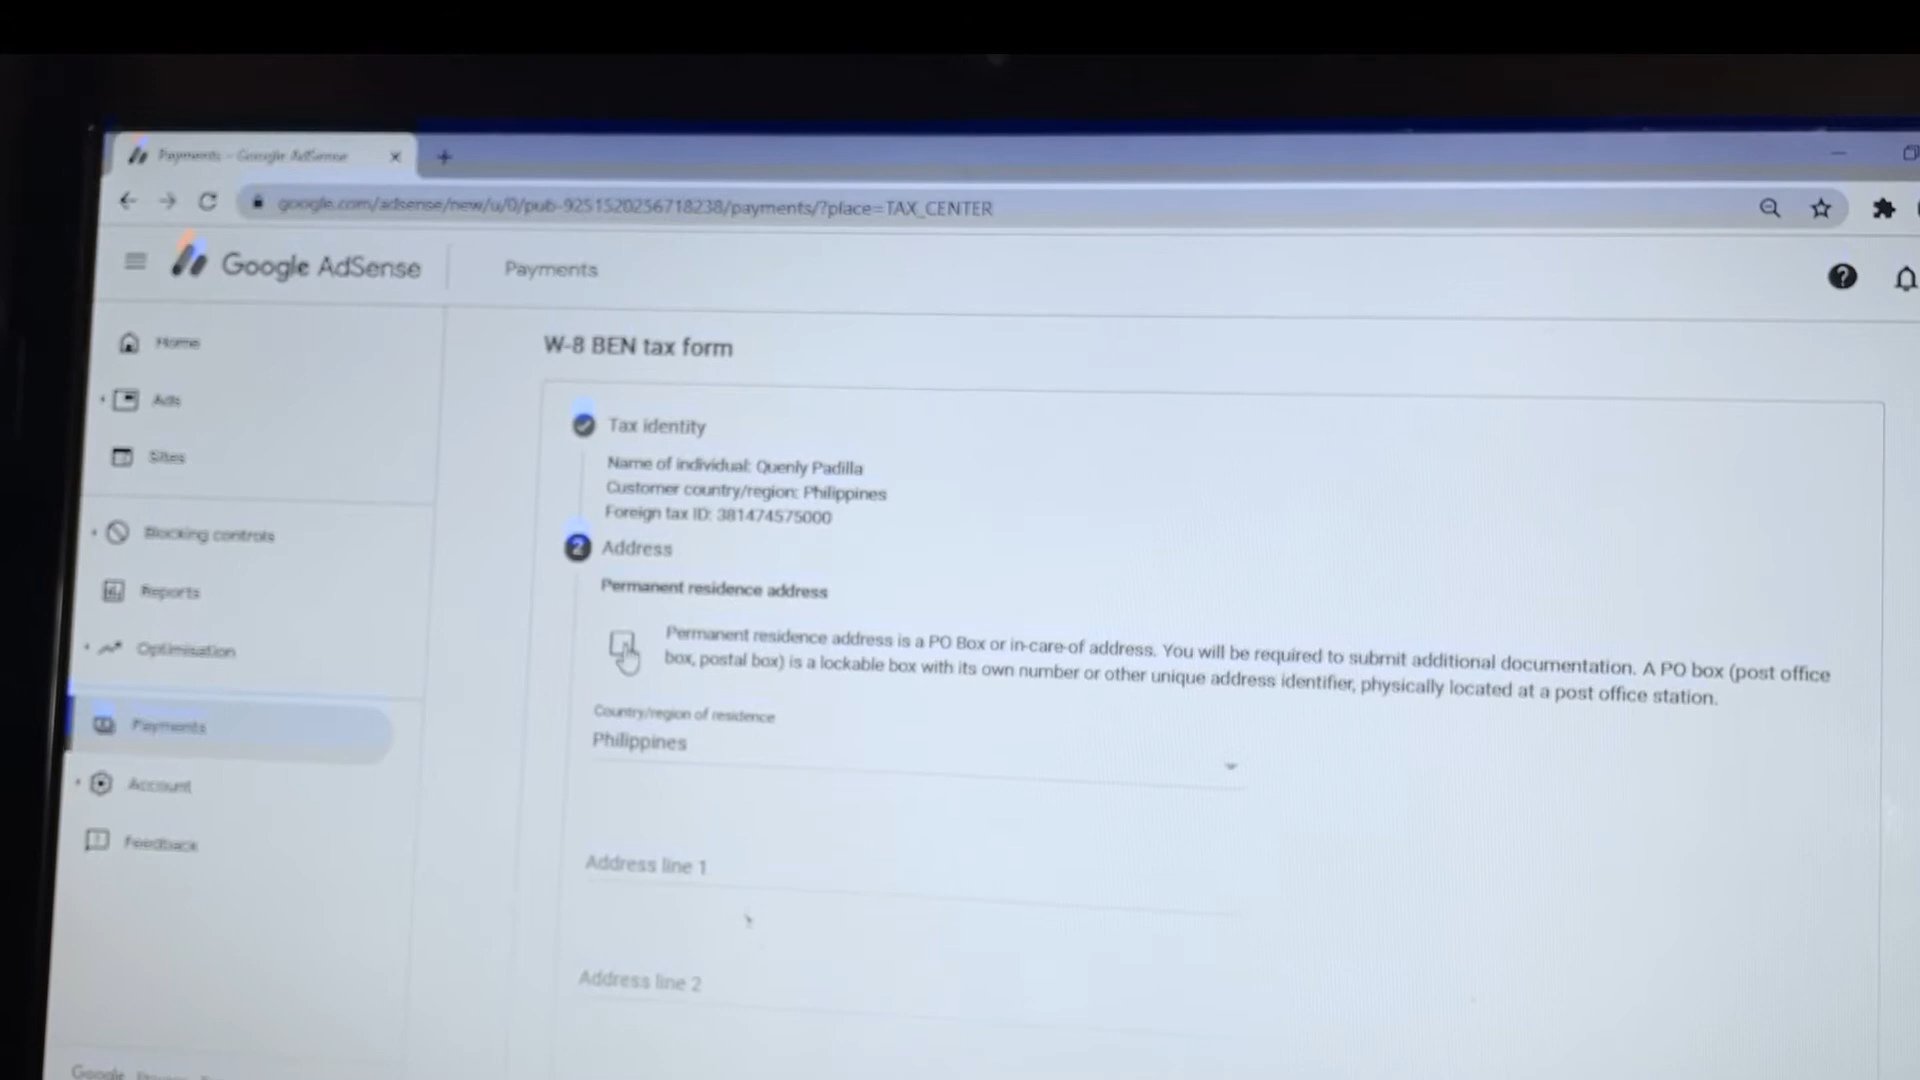 Payments - Google AdSense
google.com/adsense/new/u/0/pub-9251520256718238/payments/?place=TAX_CENTER
Google AdSense
Payments
Home
Ads
Sites
Blocking controls
Reports
Optimisation
Payments
Account
Feedback
Google
W-8 BEN tax form
Tax identity
Name of individual: Quenly Padilla
Customer country/region: Philippines
Foreign tax ID: 381474575000
2 Address
Permanent residence address
Permanent residence address is a PO Box or in-care-of address. You will be required to submit additional documentation. A PO box (post office
box, postal box) is a lockable box with its own number or other unique address identifier, physically located at a post office station.
Country/region of residence
Philippines
Address line 1
Address line 2